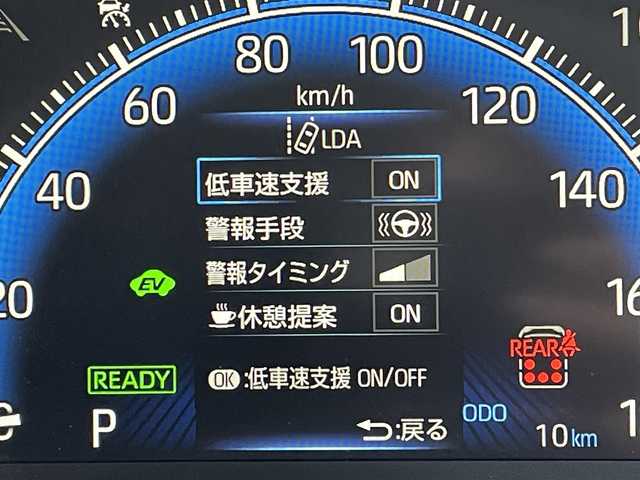 80
100
km/h
60
120
LDA
40
低車速支援 ON
140
警報手段
警報タイミング
EV
休憩提案 ON
REAR
READY
OK:低車速支援 ON/OFF
P
:戻る
ODO
10km